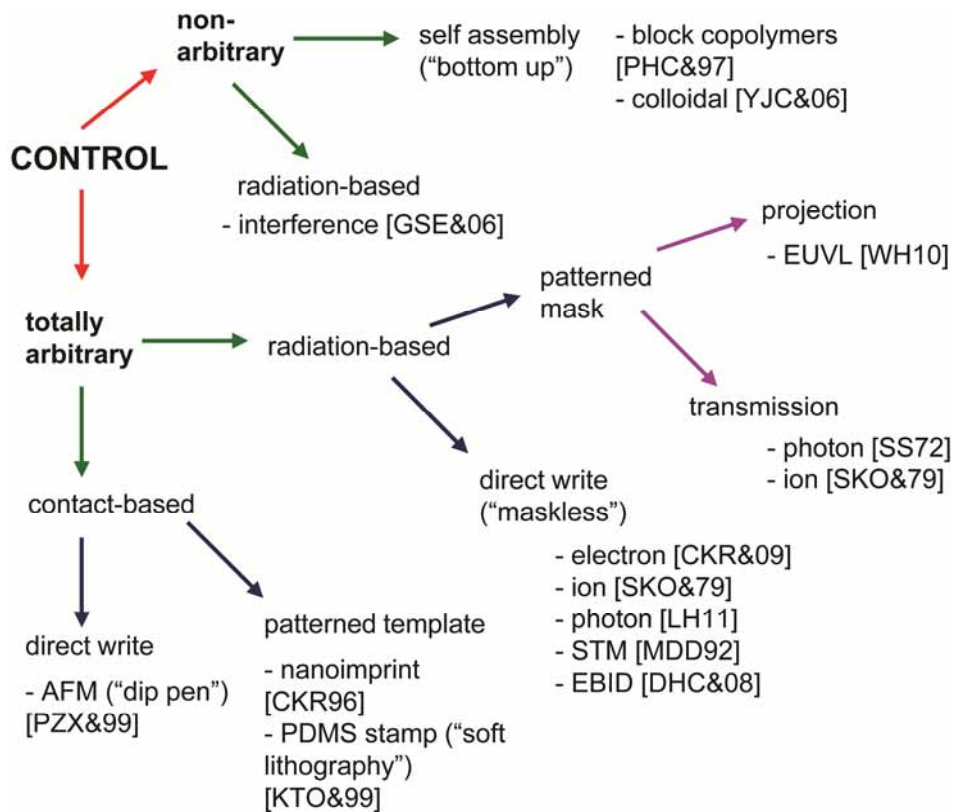 non-
arbitrary
self assembly
(“bottom up”)
- block copolymers
[PHC&97]
- colloidal [YJC&06]
CONTROL
radiation-based
- interference [GSE&06]
projection
- EUVL [WH10]
patterned
mask
totally
arbitrary
radiation-based
transmission
- photon [SS72]
- ion [SKO&79]
contact-based
direct write
(“maskless”)
- electron [CKR&09]
- ion [SKO&79]
- photon [LH11]
- STM [MDD92]
- EBID [DHC&08]
direct write
- AFM (“dip pen”)
[PZX&99]
patterned template
- nanoimprint
[CKR96]
- PDMS stamp (“soft
lithography”)
[KTO&99]